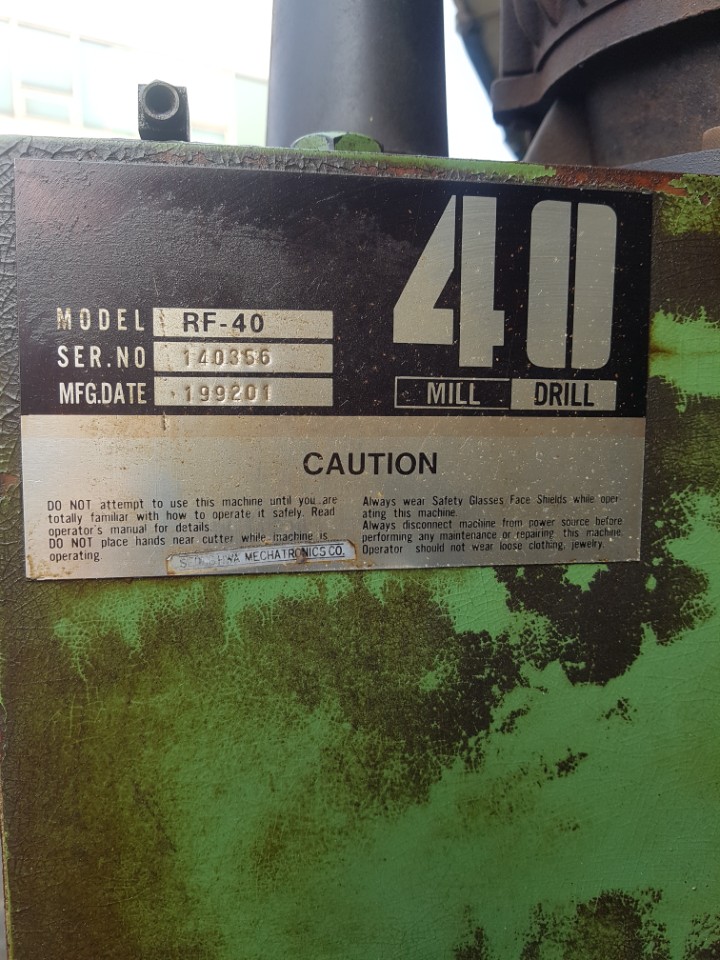 40
MODEL RF-40
SER.NO 140356
MFG.DATE 199201
MILL DRILL
CAUTION
DO NOT attempt to use this machine until you are
totally familiar with how to operate it safely. Read
operator's manual for details
DO NOT place hands near cutter while machine is
operating.
Always wear Safety Glasses Face Shields while oper-
ating this machine.
Always disconnect machine from power source before
performing any maintenance or repairing this machine
Operator should not wear loose clothing, jewelry.
MECHATRONICS CO.